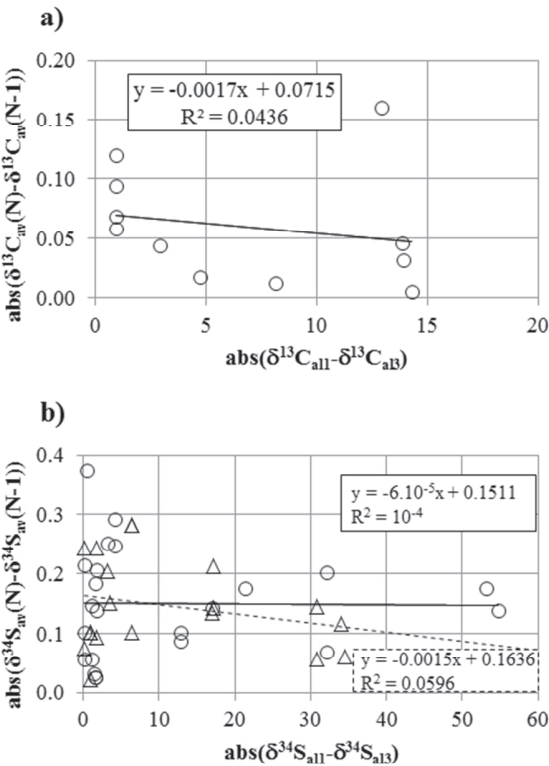 a)
abs(δ¹³Cₐᵥ(N)-δ¹³Cₐᵥ(N-1))
0.20
0.15
0.10
0.05
0.00
y = -0.0017x + 0.0715
R² = 0.0436
0 5 10 15 20
abs(δ¹³Cal1-δ¹³Cal3)
b)
abs(δ³⁴Sₐᵥ(N)-δ³⁴Sₐᵥ(N-1))
0.4
0.3
0.2
0.1
0.0
y = -6.10⁻⁵x + 0.1511
R² = 10⁻⁴
y = -0.0015x + 0.1636
R² = 0.0596
0 10 20 30 40 50 60
abs(δ³⁴Sal1-δ³⁴Sal3)